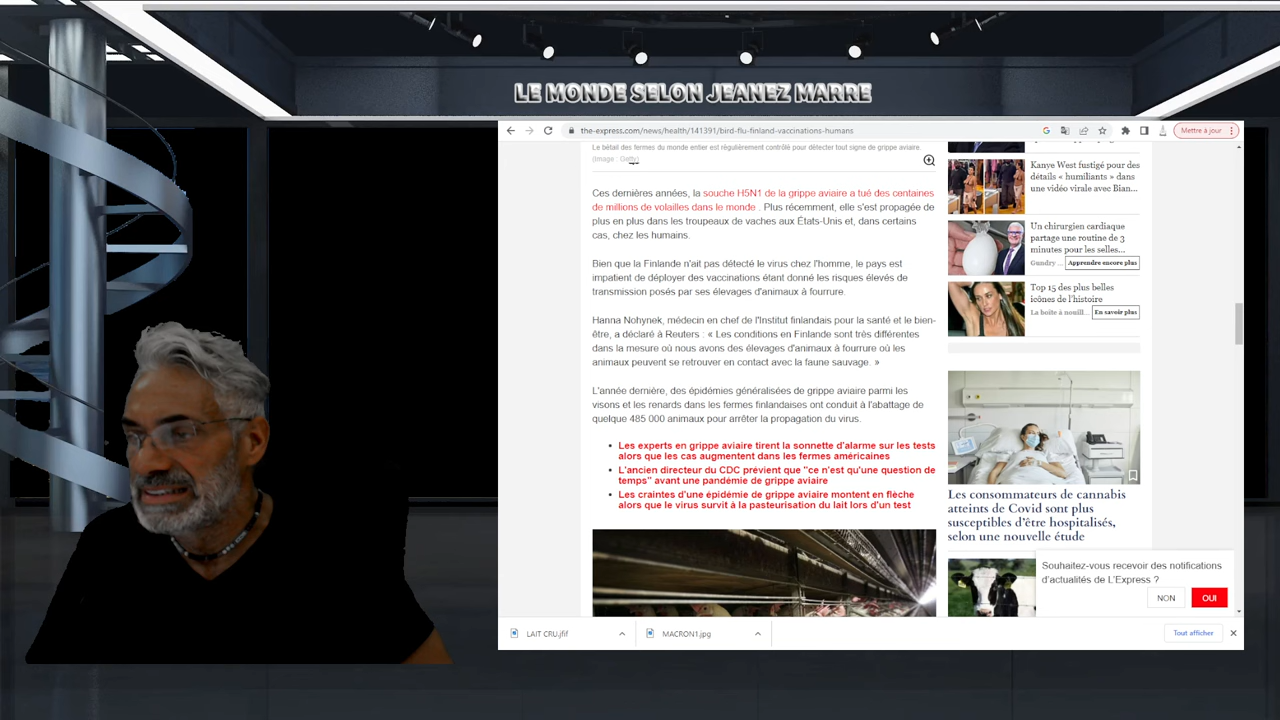 LE MONDE SELON JEANEZ MARRE
the-express.com/news/health/141391/bird-flu-finland-vaccinations-humans
Mettre à jour
Le bétail des fermes du monde entier est régulièrement contrôlé pour détecter tout signe de grippe aviaire.
(Image : Getty)
Ces dernières années, la souche H5N1 de la grippe aviaire a tué des centaines
de millions de volailles dans le monde . Plus récemment, elle s'est propagée de
plus en plus dans les troupeaux de vaches aux États-Unis et, dans certains
cas, chez les humains.
Bien que la Finlande n'ait pas détecté le virus chez l'homme, le pays est
impatient de déployer des vaccinations étant donné les risques élevés de
transmission posés par ses élevages d'animaux à fourrure.
Hanna Nohynek, médecin en chef de l'Institut finlandais pour la santé et le bien-
être, a déclaré à Reuters : « Les conditions en Finlande sont très différentes
dans la mesure où nous avons des élevages d'animaux à fourrure où les
animaux peuvent se retrouver en contact avec la faune sauvage. »
L'année dernière, des épidémies généralisées de grippe aviaire parmi les
visons et les renards dans les fermes finlandaises ont conduit à l'abattage de
quelque 485 000 animaux pour arrêter la propagation du virus.
• Les experts en grippe aviaire tirent la sonnette d'alarme sur les tests
alors que les cas augmentent dans les fermes américaines
• L'ancien directeur du CDC prévient que "ce n'est qu'une question de
temps" avant une pandémie de grippe aviaire
• Les craintes d'une épidémie de grippe aviaire montent en flèche
alors que le virus survit à la pasteurisation du lait lors d'un test
Kanye West fustigé pour des
détails « humiliants » dans
une vidéo virale avec Bian...
Un chirurgien cardiaque
partage une routine de 3
minutes pour les selles...
Gundry ... Apprendre encore plus
Top 15 des plus belles
icônes de l'histoire
La boîte à nouill... En savoir plus
Les consommateurs de cannabis
atteints de Covid sont plus
susceptibles d'être hospitalisés,
selon une nouvelle étude
Souhaitez-vous recevoir des notifications
d'actualités de L'Express ?
NON OUI
LAIT CRU.jfif
MACRON1.jpg
Tout afficher